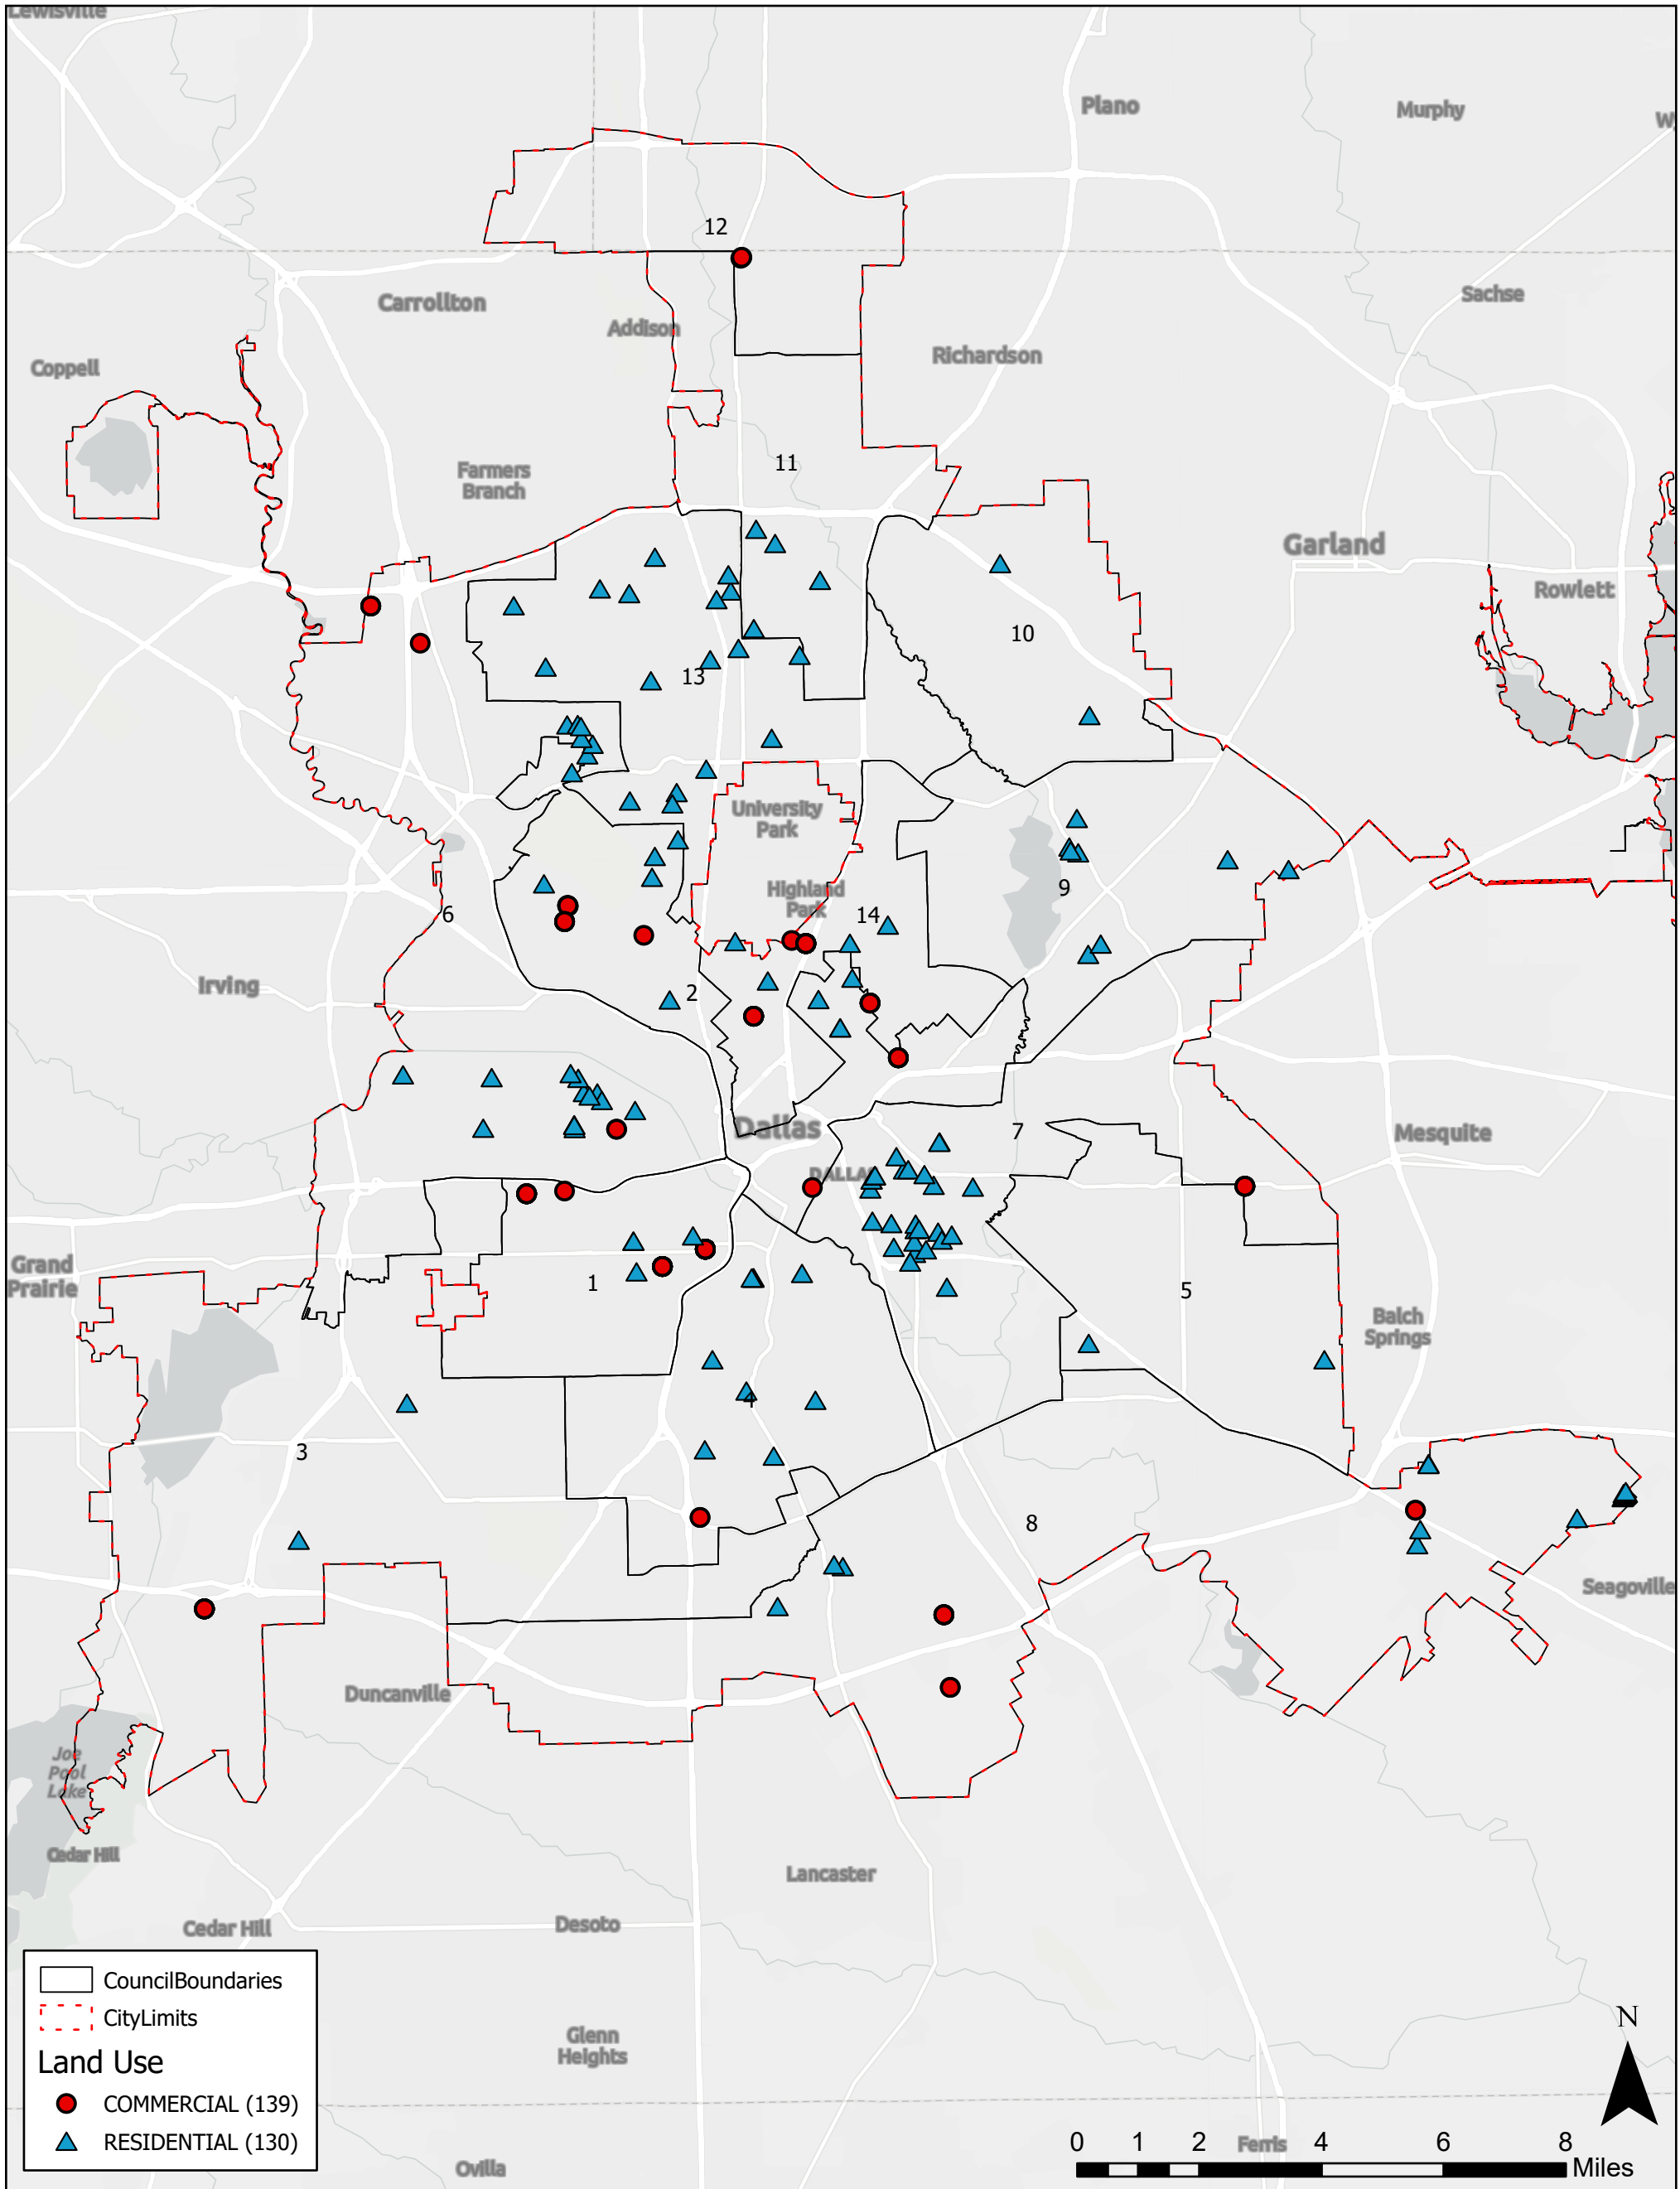 Lewisville
Plano
Murphy
W
12
Carrollton
Sachse
Addison
Richardson
Coppell
11
Farmers
Branch
Garland
Rowlett
10
13
University
Park
Highland
Park
9
14
6
Irving
2
Dallas
7
Mesquite
DALLA
Grand
Prairie
1
5
Balch
Springs
4
3
8
Seagoville
Duncanville
Joe
Pool
Lake
Cedar Hill
Lancaster
Cedar Hill
Desoto
CouncilBoundaries
CityLimits
Land Use
COMMERCIAL (139)
RESIDENTIAL (130)
Glenn
Heights
N
Ovilla
Ferris
0 1 2 4 6 8
Miles